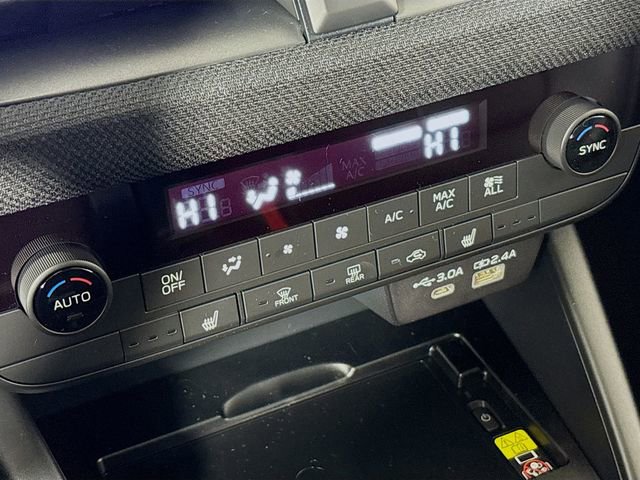 SYNC
MAX
A/C
HI
HI
AUTO
ON/
OFF
A/C
MAX
A/C
ALL
SYNC
FRONT
REAR
3.0A
2.4A